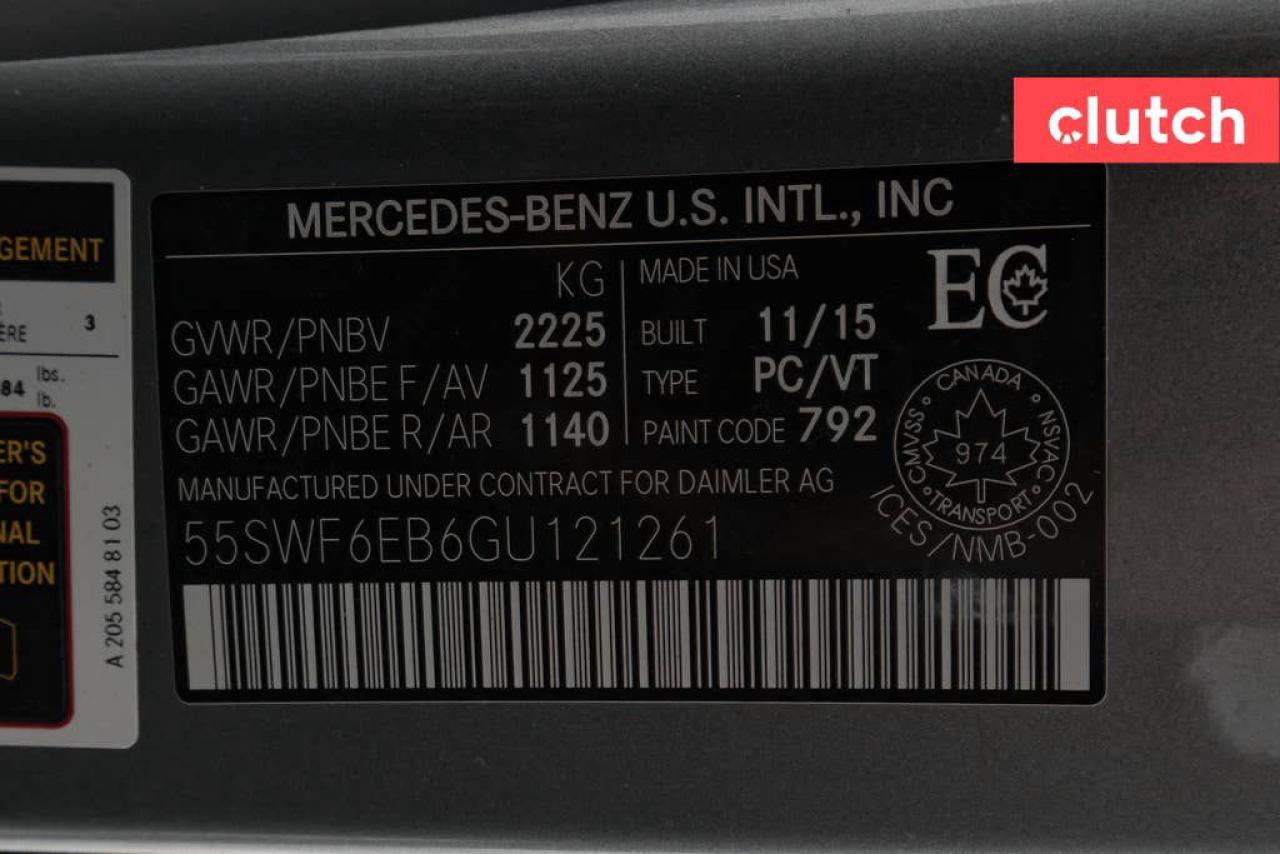 clutch
MERCEDES-BENZ U.S. INTL., INC
KG
GVWR/PNBV 2225
GAWR/PNBE F/AV 1125
GAWR/PNBE R/AR 1140
MADE IN USA
BUILT 11/15
TYPE PC/VT
PAINT CODE 792
EC
CANADA
CMVSS NSVAC
974
TRANSPORT
ICES/NMB-002
MANUFACTURED UNDER CONTRACT FOR DAIMLER AG
55SWF6EB6GU121261
GEMENT
ÈRE 3
84 lbs.
lb.
ER'S
FOR
NAL
TION
A 205 584 81 03